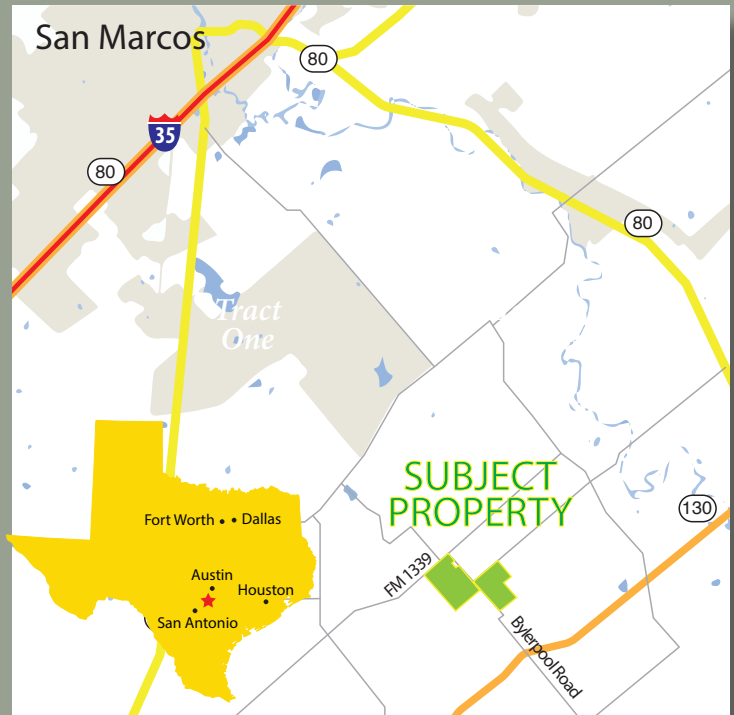 San Marcos
80
35
80
80
Tract
One
SUBJECT
PROPERTY
130
Fort Worth
Dallas
FM 1339
Austin
Houston
San Antonio
Bylerpool Road